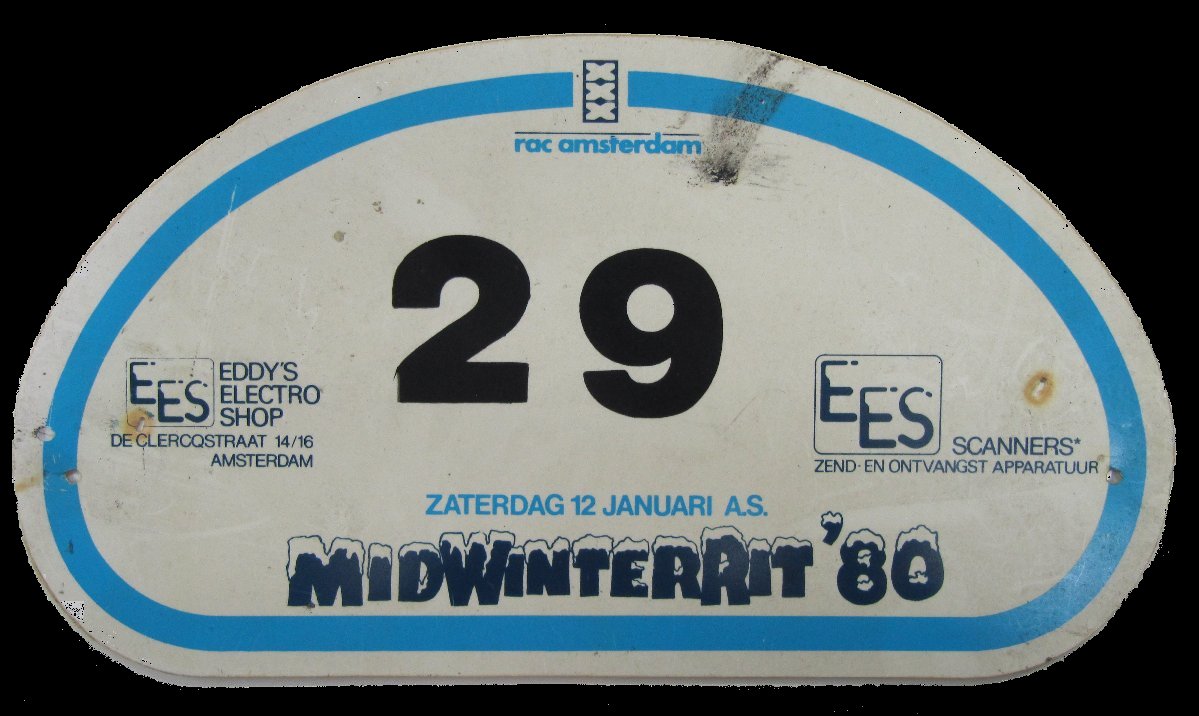 XXX
rac amsterdam
29
EES
EDDY'S
ELECTRO
SHOP
DE CLERCQSTRAAT 14/16
AMSTERDAM
EES SCANNERS*
ZEND- EN ONTVANGST APPARATUUR
ZATERDAG 12 JANUARI A.S.
MIDWINTERRIT '80